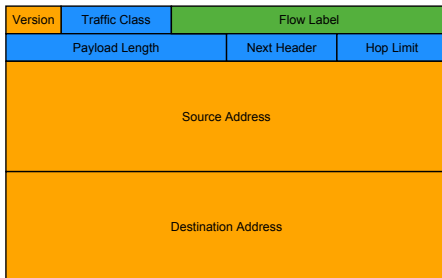 Version Traffic Class Flow Label
Payload Length Next Header Hop Limit
Source Address
Destination Address